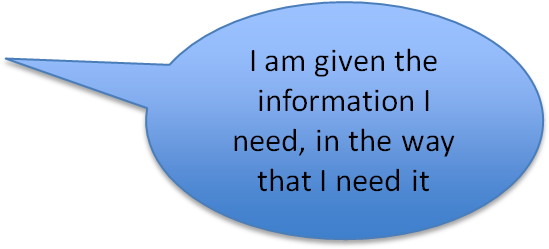 I am given the
information I
need, in the way
that I need it